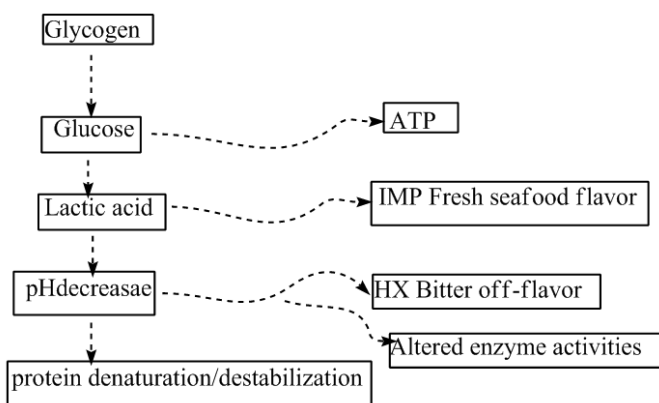 Glycogen
Glucose
ATP
Lactic acid
IMP Fresh seafood flavor
pHdecreasae
HX Bitter off-flavor
Altered enzyme activities
protein denaturation/destabilization